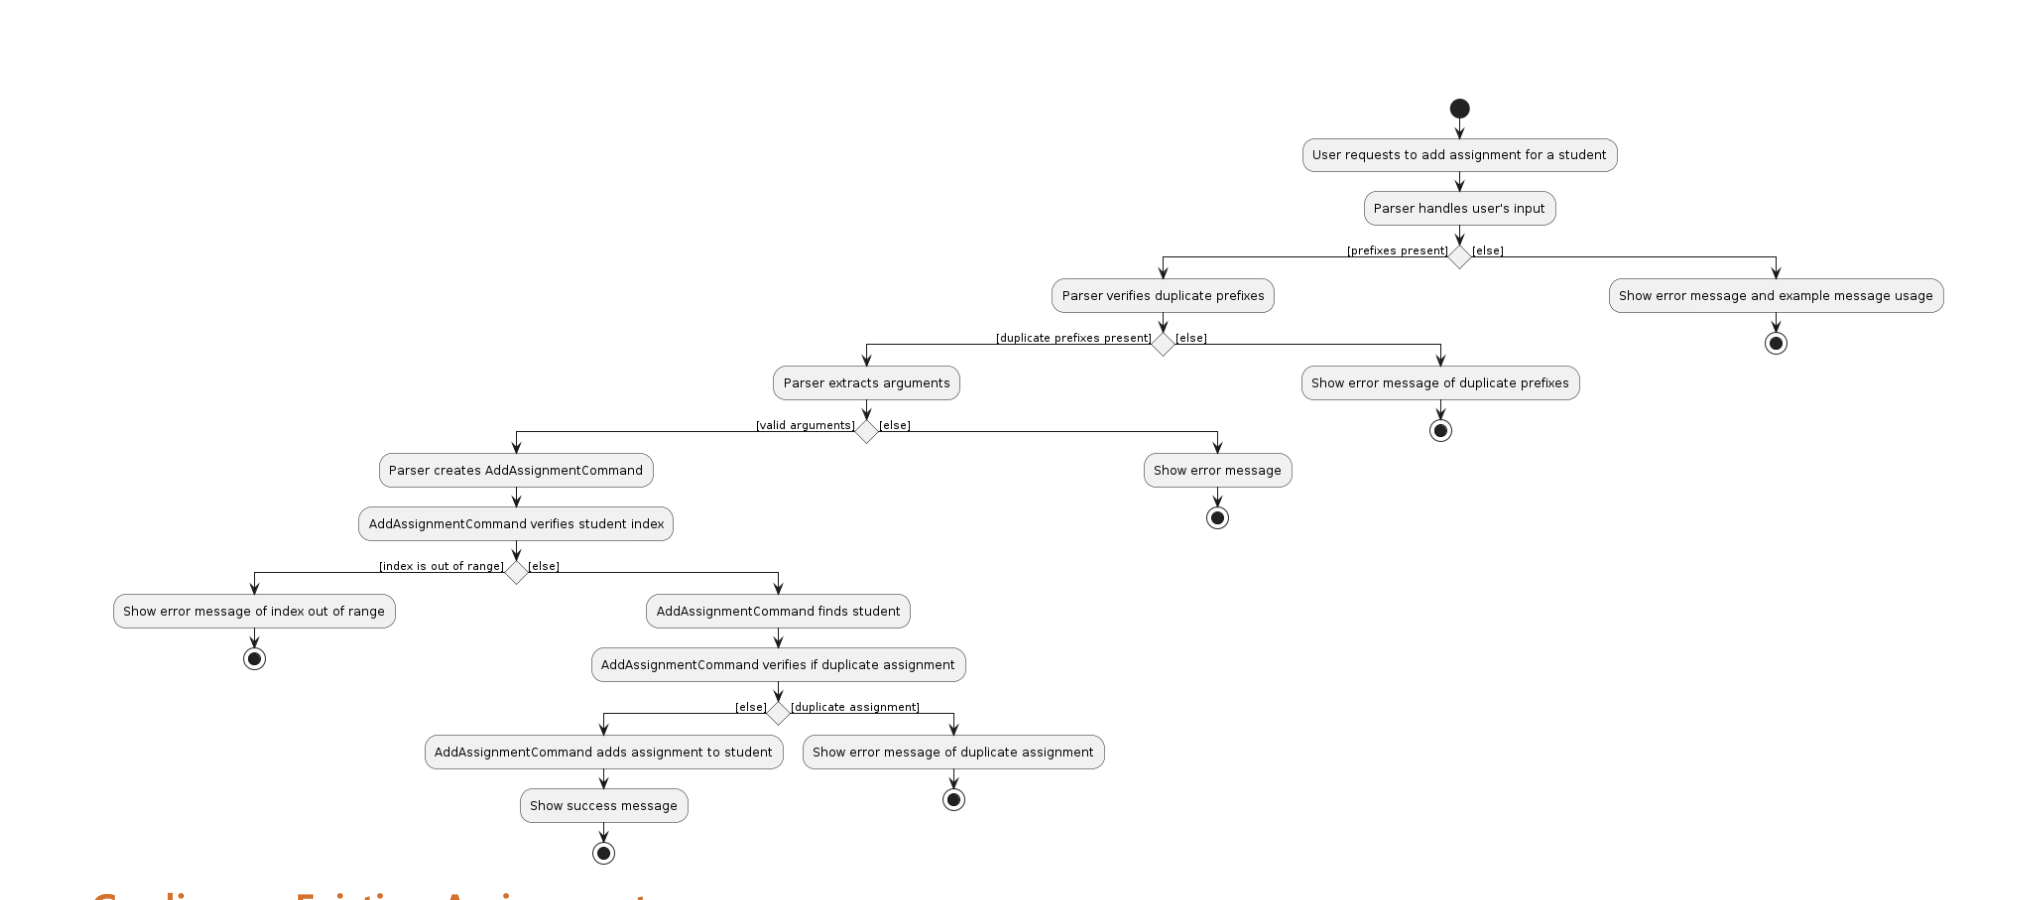 User requests to add assignment for a student
Parser handles user's input
[prefixes present]
[else]
Parser verifies duplicate prefixes
Show error message and example message usage
[duplicate prefixes present]
[else]
Parser extracts arguments
Show error message of duplicate prefixes
[valid arguments]
[else]
Parser creates AddAssignmentCommand
Show error message
AddAssignmentCommand verifies student index
[index is out of range]
[else]
Show error message of index out of range
AddAssignmentCommand finds student
AddAssignmentCommand verifies if duplicate assignment
[else]
[duplicate assignment]
AddAssignmentCommand adds assignment to student
Show error message of duplicate assignment
Show success message